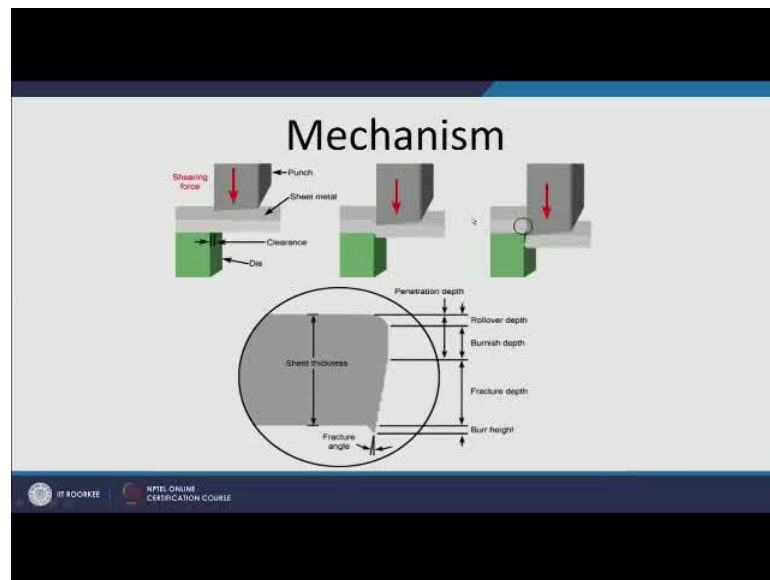 Mechanism
Shearing
force
Punch
Sheet metal
Clearance
Die
Penetration depth
Rollover depth
Burnish depth
Sheet thickness
Fracture depth
Burr height
Fracture
angle
IIT ROORKEE
NPTEL ONLINE
CERTIFICATION COURSE